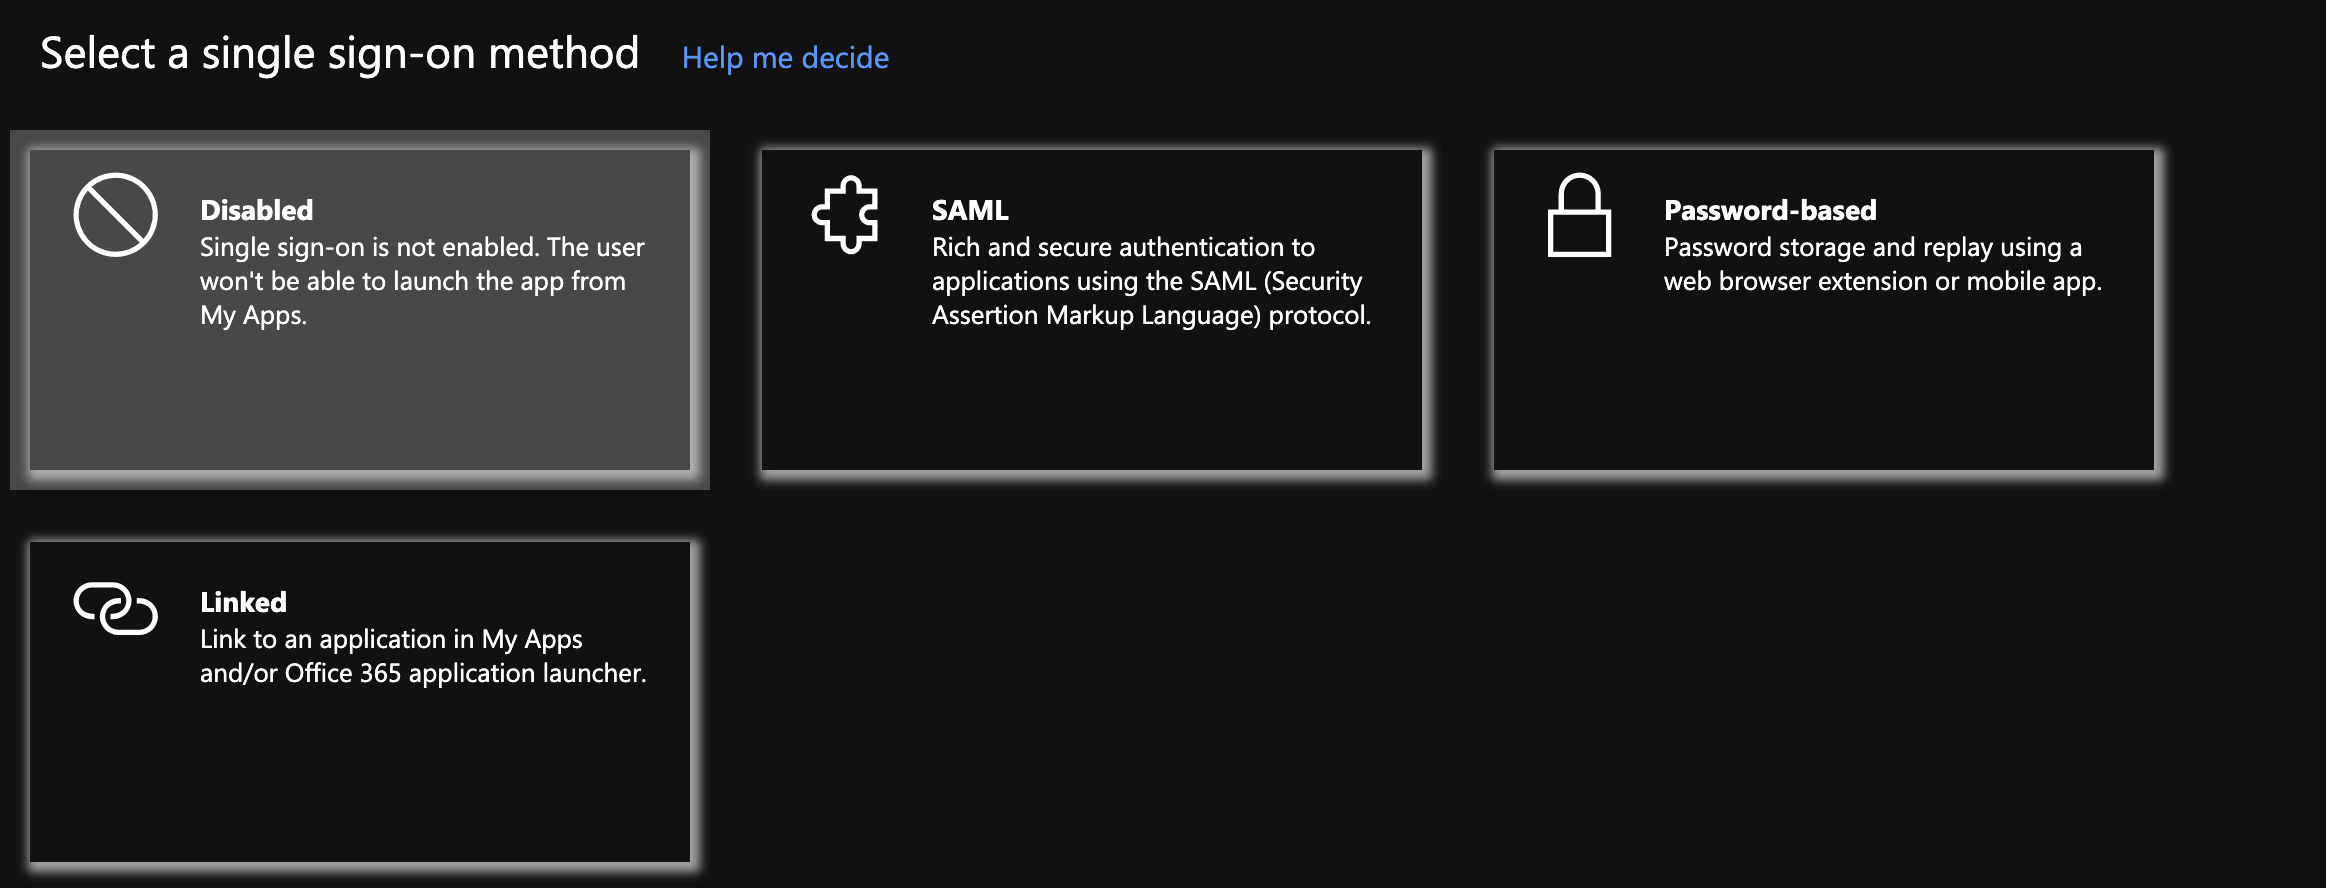 Select a single sign-on method
Help me decide
Disabled
Single sign-on is not enabled. The user
won't be able to launch the app from
My Apps.
SAML
Rich and secure authentication to
applications using the SAML (Security
Assertion Markup Language) protocol.
Password-based
Password storage and replay using a
web browser extension or mobile app.
Linked
Link to an application in My Apps
and/or Office 365 application launcher.